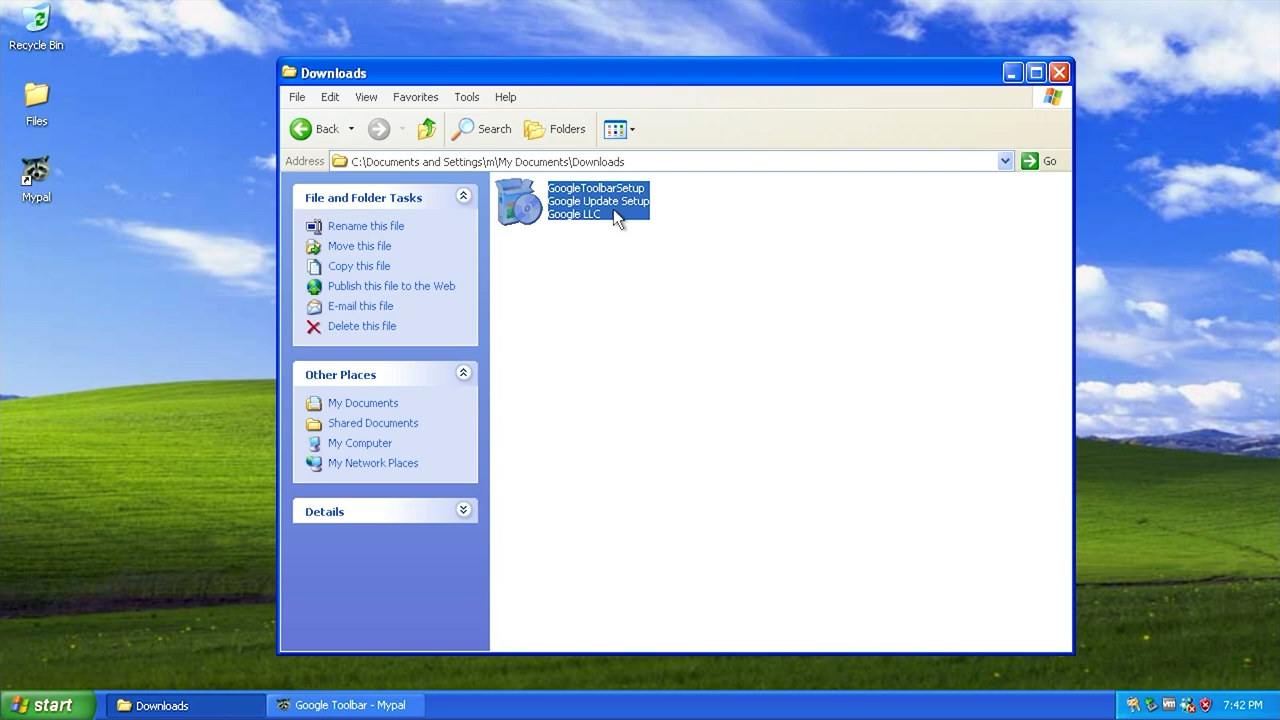 Recycle Bin
Files
Mypal
Downloads
File Edit View Favorites Tools Help
Back Search Folders
Address C:\Documents and Settings\m\My Documents\Downloads Go
File and Folder Tasks
Rename this file
Move this file
Copy this file
Publish this file to the Web
E-mail this file
Delete this file
Other Places
My Documents
Shared Documents
My Computer
My Network Places
Details
GoogleToolbarSetup
Google Update Setup
Google LLC
start Downloads Google Toolbar - Mypal vm 7:42 PM